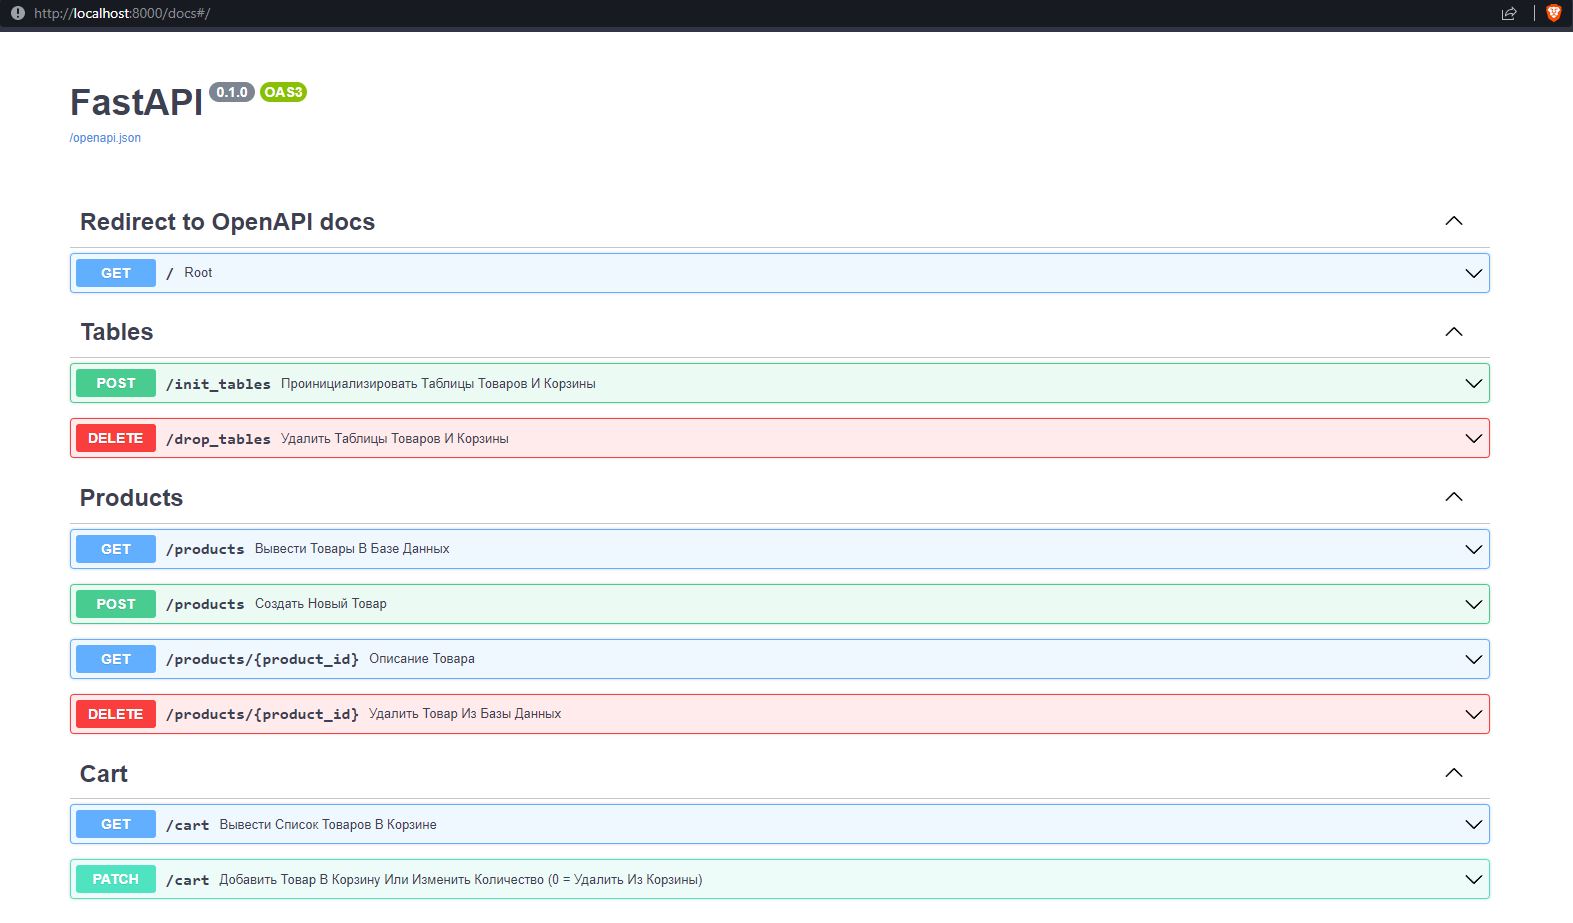 http://localhost:8000/docs#/
FastAPI 0.1.0 OAS3
/openapi.json
Redirect to OpenAPI docs
GET / Root
Tables
POST /init_tables Проинициализировать Таблицы Товаров И Корзины
DELETE /drop_tables Удалить Таблицы Товаров И Корзины
Products
GET /products Вывести Товары В Базе Данных
POST /products Создать Новый Товар
GET /products/{product_id} Описание Товара
DELETE /products/{product_id} Удалить Товар Из Базы Данных
Cart
GET /cart Вывести Список Товаров В Корзине
PATCH /cart Добавить Товар В Корзину Или Изменить Количество (0 = Удалить Из Корзины)